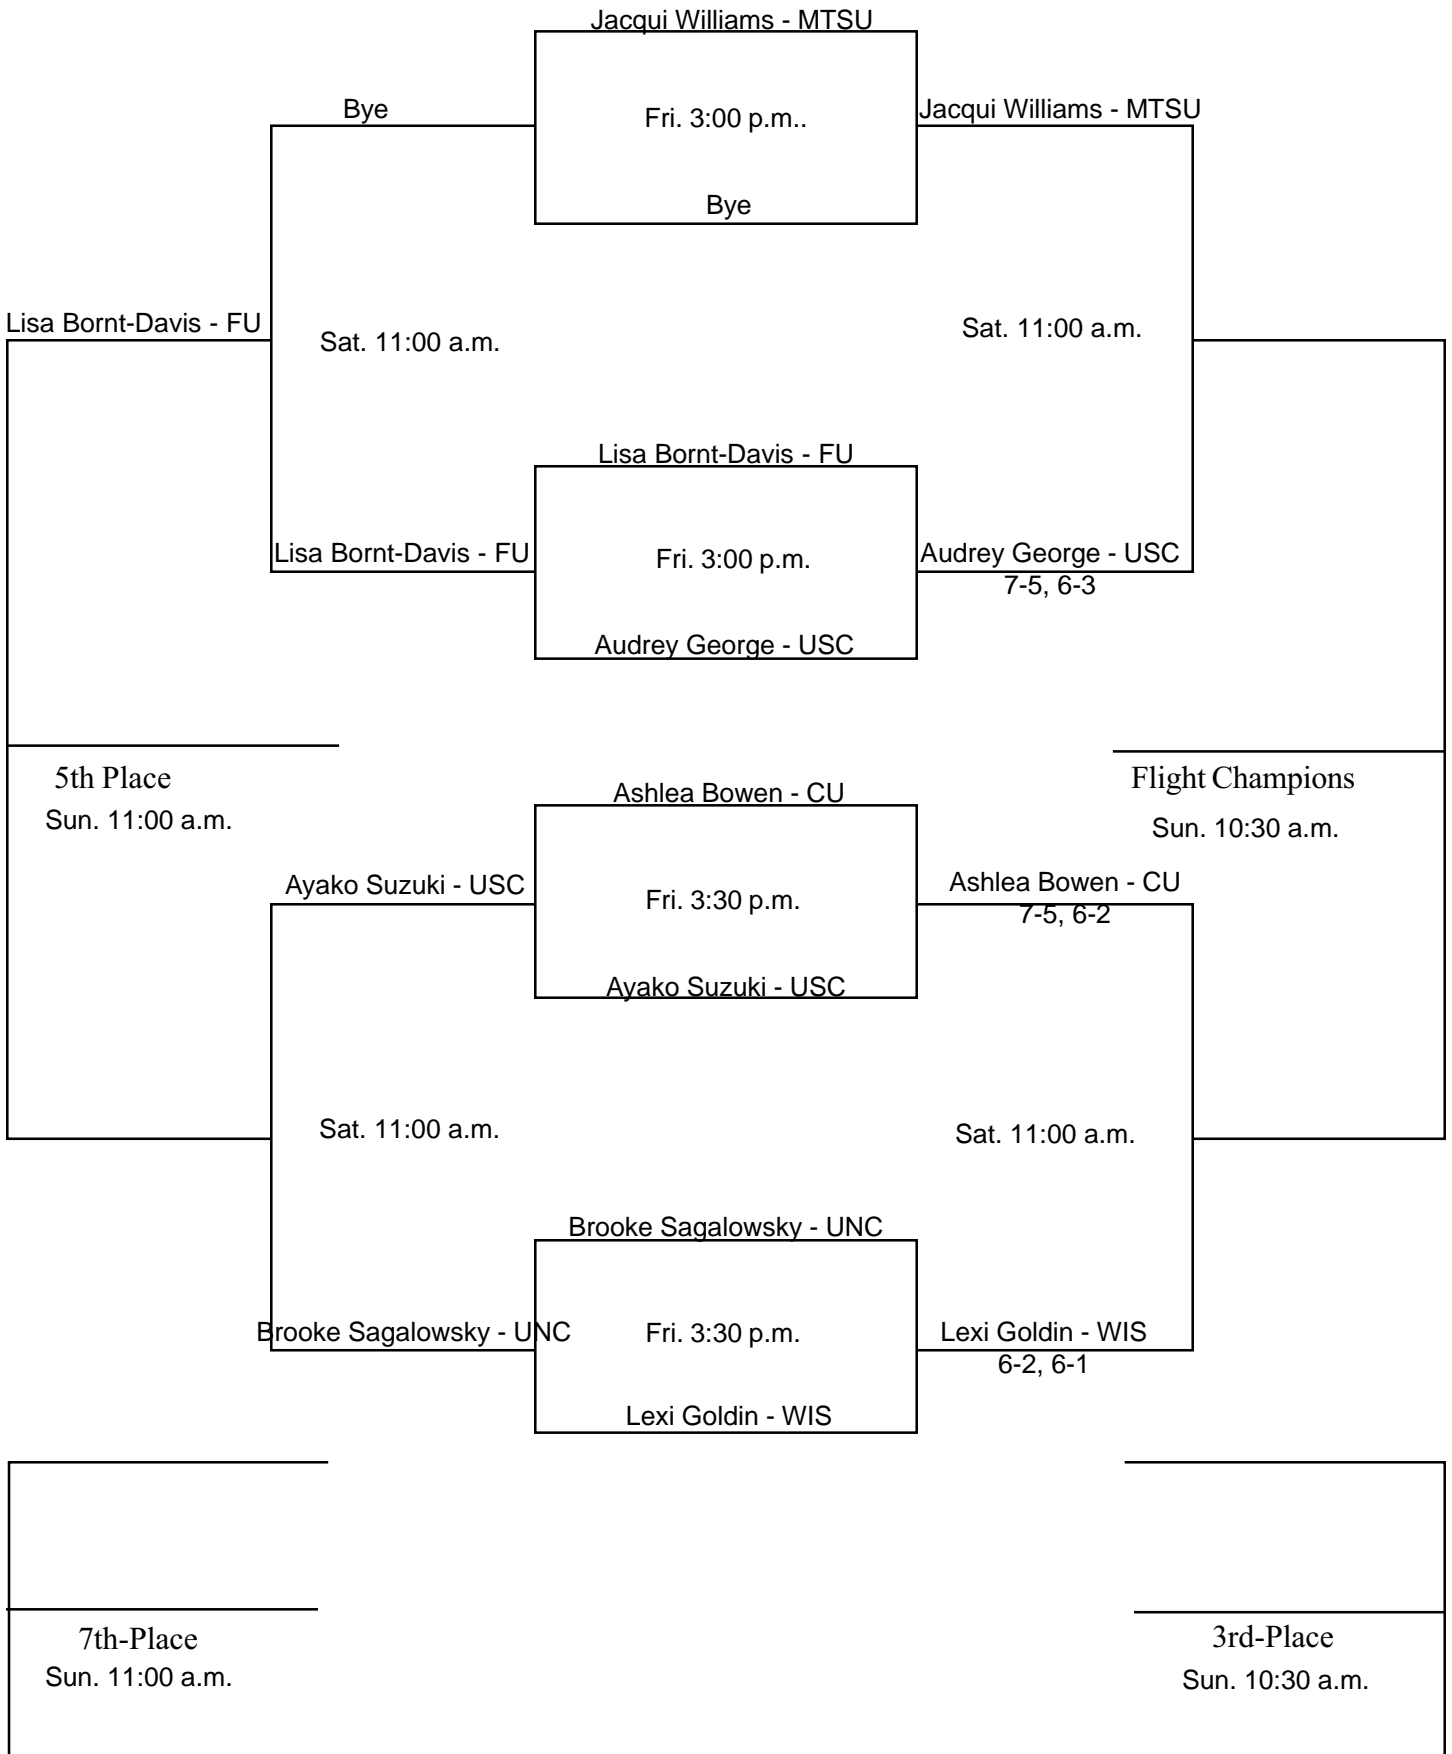 Jacqui Williams - MTSU
Bye
Fri. 3:00 p.m..
Jacqui Williams - MTSU
Bye
Lisa Bornt-Davis - FU
Sat. 11:00 a.m.
Sat. 11:00 a.m.
Lisa Bornt-Davis - FU
Lisa Bornt-Davis - FU
Fri. 3:00 p.m.
Audrey George - USC
7-5, 6-3
Audrey George - USC
5th Place
Sun. 11:00 a.m.
Flight Champions
Sun. 10:30 a.m.
Ashlea Bowen - CU
Ayako Suzuki - USC
Fri. 3:30 p.m.
Ashlea Bowen - CU
7-5, 6-2
Ayako Suzuki - USC
Sat. 11:00 a.m.
Sat. 11:00 a.m.
Brooke Sagalowsky - UNC
Brooke Sagalowsky - UNC
Fri. 3:30 p.m.
Lexi Goldin - WIS
6-2, 6-1
Lexi Goldin - WIS
7th-Place
Sun. 11:00 a.m.
3rd-Place
Sun. 10:30 a.m.